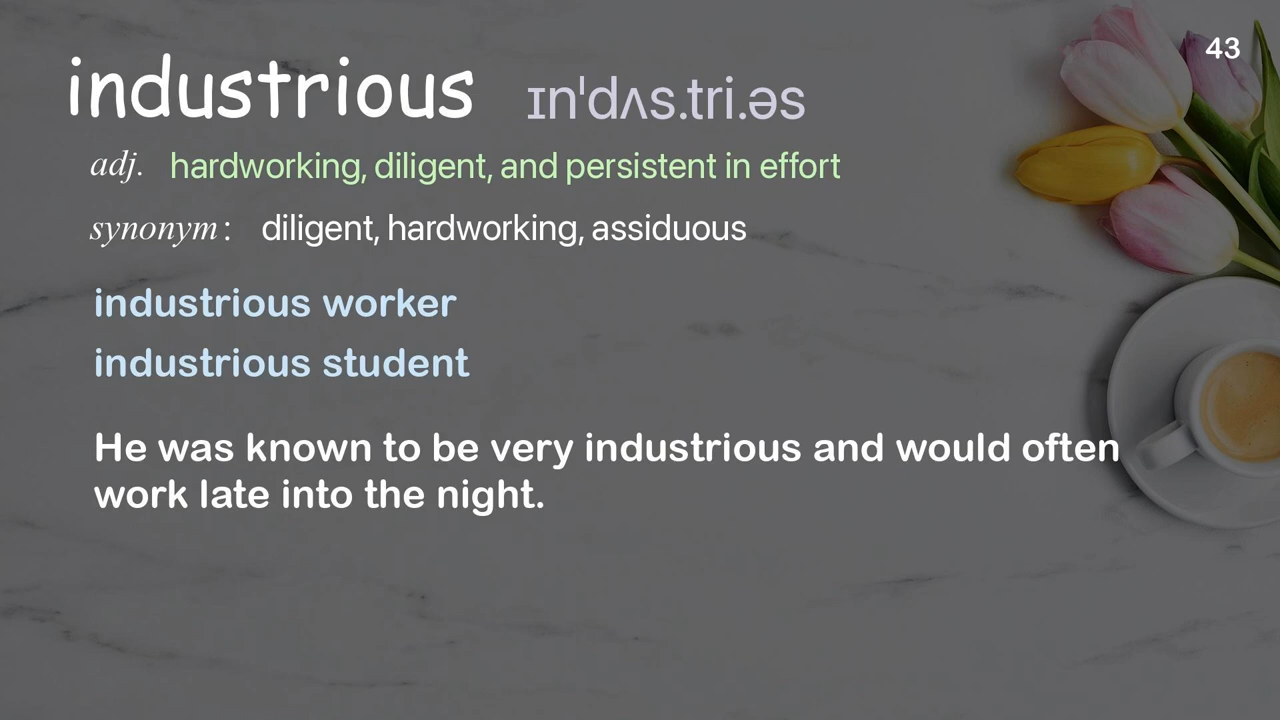 43
industrious ɪnˈdʌs.tri.əs
adj. hardworking, diligent, and persistent in effort
synonym: diligent, hardworking, assiduous
industrious worker
industrious student
He was known to be very industrious and would often
work late into the night.